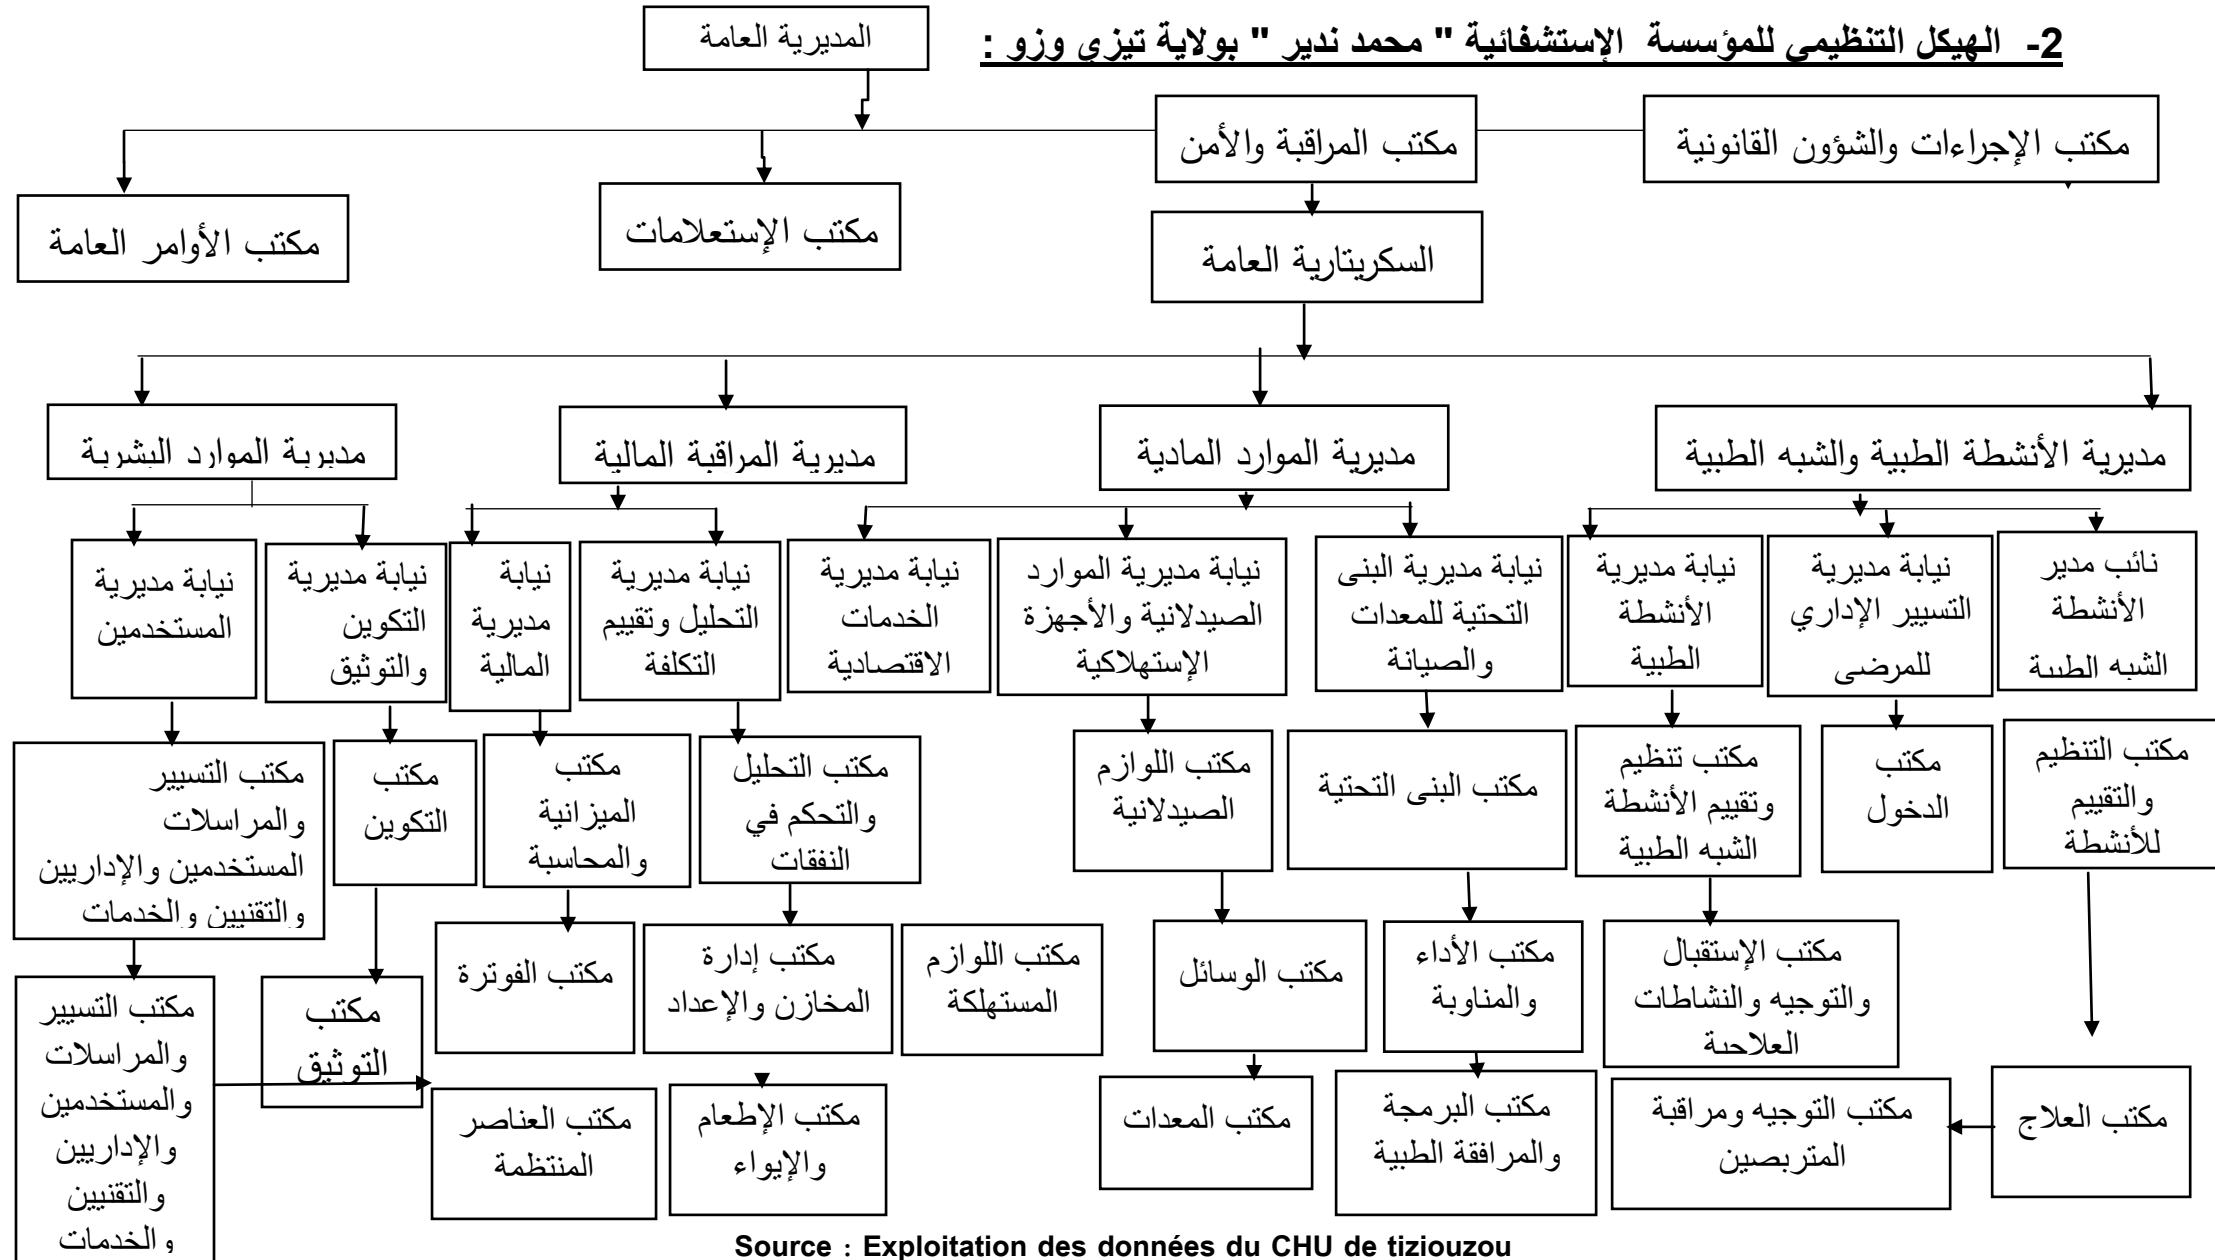 2- الهيكل التنظيمي للمؤسسة الإستشفائية " محمد ندير " بولاية تيزي وزو :
المديرية العامة
مكتب الإجراءات والشؤون القانونية
مكتب المراقبة والأمن
مكتب الإستعلامات
مكتب الأوامر العامة
السكريتارية العامة
مديرية الأنشطة الطبية والشبه الطبية
مديرية الموارد المادية
مديرية المراقبة المالية
مديرية الموارد البشرية
نائب مدير
الأنشطة
الشبه الطبية
نيابة مديرية
التسيير الإداري
للمرضى
نيابة مديرية
الأنشطة
الطبية
نيابة مديرية البنى
التحتية للمعدات
والصيانة
نيابة مديرية الموارد
الصيدلانية والأجهزة
الإستهلاكية
نيابة مديرية
الخدمات
الاقتصادية
نيابة مديرية
التحليل وتقييم
التكلفة
نيابة
مديرية
المالية
نيابة مديرية
التكوين
والتوثيق
نيابة مديرية
المستخدمين
مكتب التنظيم
والتقييم
للأنشطة
مكتب
الدخول
مكتب تنظيم
وتقييم الأنشطة
الشبه الطبية
مكتب البنى التحتية
مكتب اللوازم
الصيدلانية
مكتب التحليل
والتحكم في
النفقات
مكتب
الميزانية
والمحاسبة
مكتب
التكوين
مكتب التسيير
والمراسلات
المستخدمين والإداريين
والتقنيين والخدمات
مكتب الإستقبال
والتوجيه والنشاطات
العلاجية
مكتب الأداء
والمناوبة
مكتب الوسائل
مكتب اللوازم
المستهلكة
مكتب إدارة
المخازن والإعداد
مكتب الفوترة
مكتب
التوثيق
مكتب التسيير
والمراسلات
والمستخدمين
والإداريين
والتقنيين
والخدمات
مكتب العلاج
مكتب التوجيه ومراقبة
المتربصين
مكتب البرمجة
والمرافقة الطبية
مكتب المعدات
مكتب الإطعام
والإيواء
مكتب العناصر
المنتظمة
Source : Exploitation des données du CHU de tiziouzou